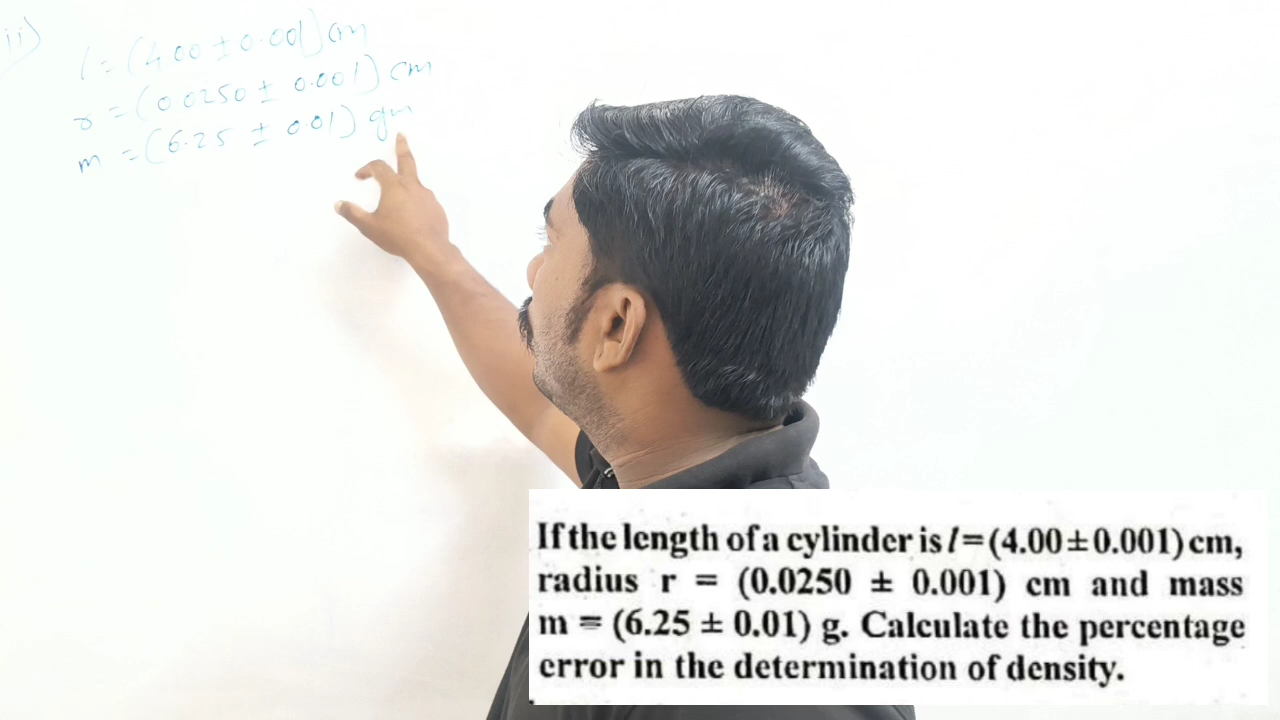 ii)
l = (4.00 ± 0.001) cm
r = (0.0250 ± 0.001) cm
m = (6.25 ± 0.01) gm
If the length of a cylinder is l=(4.00±0.001) cm,
radius r = (0.0250 ± 0.001) cm and mass
m = (6.25 ± 0.01) g. Calculate the percentage
error in the determination of density.